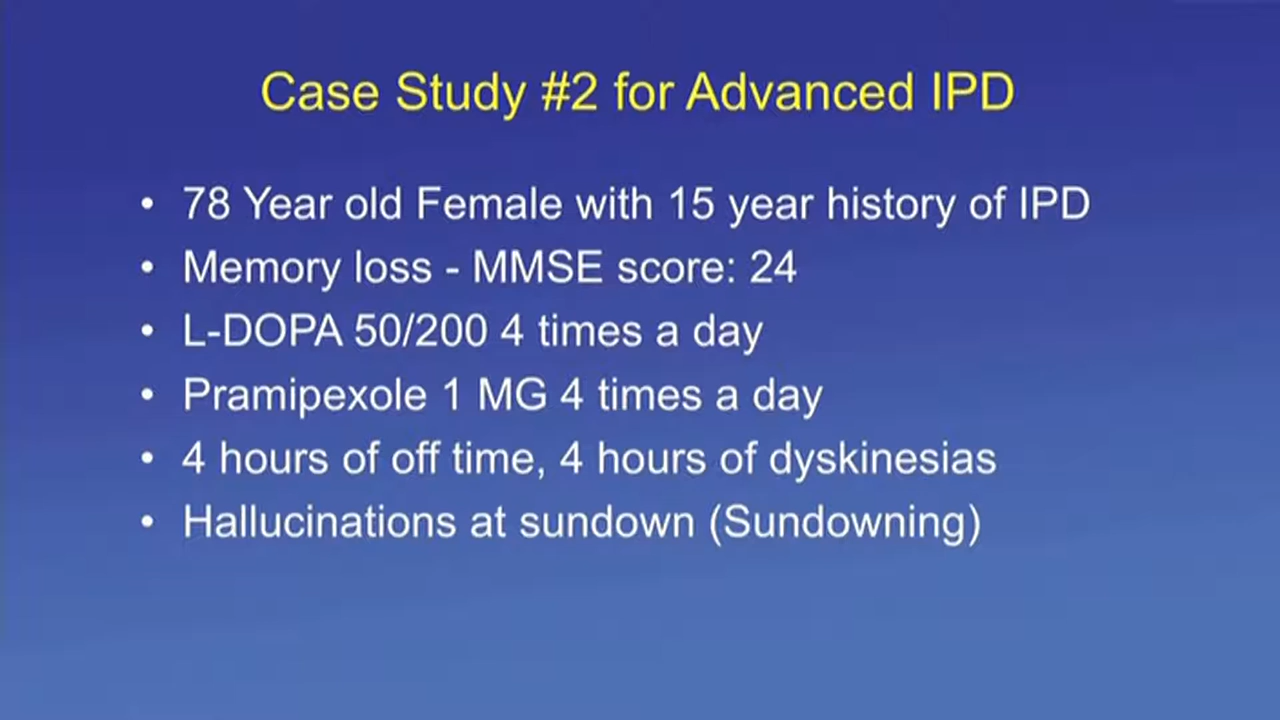 Case Study #2 for Advanced IPD
• 78 Year old Female with 15 year history of IPD
• Memory loss - MMSE score: 24
• L-DOPA 50/200 4 times a day
• Pramipexole 1 MG 4 times a day
• 4 hours of off time, 4 hours of dyskinesias
• Hallucinations at sundown (Sundowning)